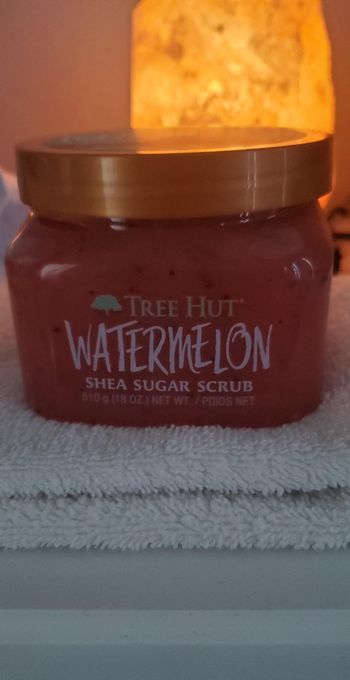 TREE HUT
WATERMELON
SHEA SUGAR SCRUB
510 g (18 OZ.) NET WT. / POIDS NET